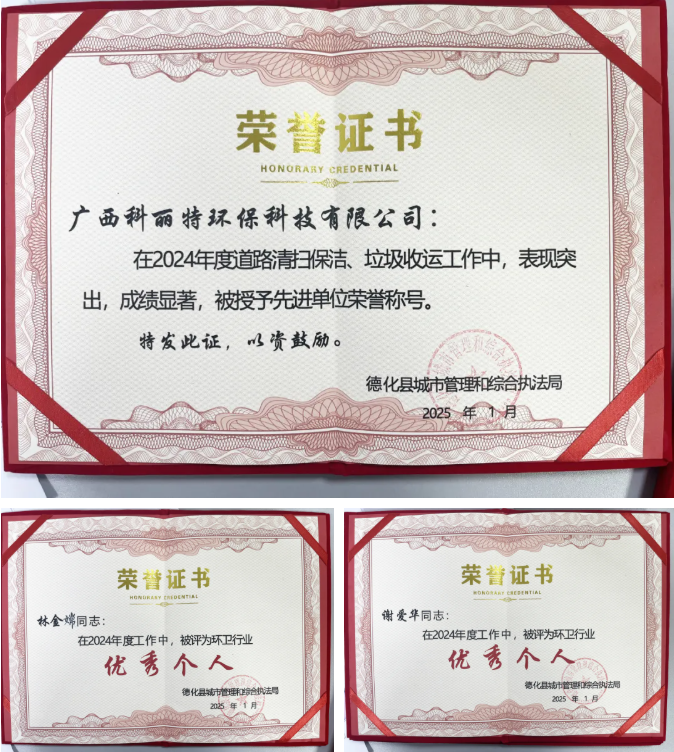 荣誉证书
HONORARY CREDENTIAL
广西科丽特环保科技有限公司：
在2024年度道路清扫保洁、垃圾收运工作中，表现突
出，成绩显著，被授予先进单位荣誉称号。
特发此证，以资鼓励。
德化县城市管理和综合执法局
2025 年 1 月
荣誉证书
HONORARY CREDENTIAL
林金 同志：
在2024年度工作中，被评为环卫行业
优秀个人
德化县城市管理和综合执法局
2025 年 1 月
荣誉证书
HONORARY CREDENTIAL
谢爱华同志：
在2024年度工作中，被评为环卫行业
优秀个人
德化县城市管理和综合执法局
2025 年 1 月